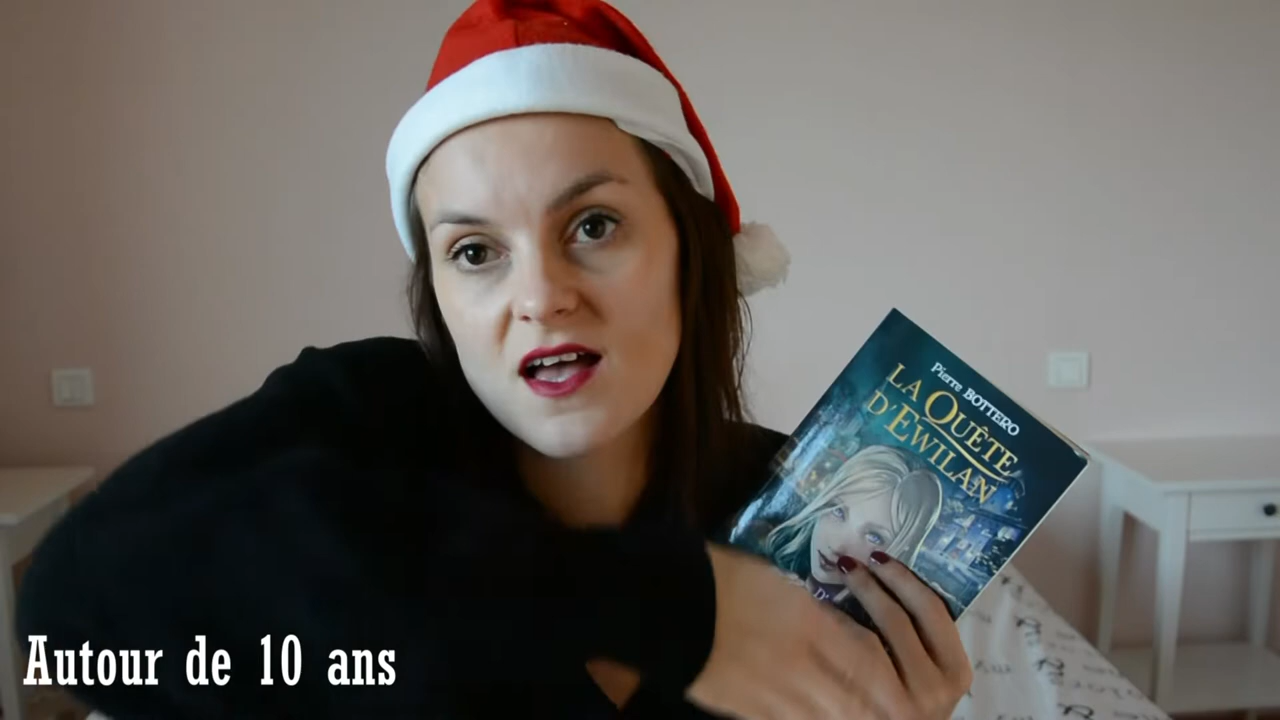 Pierre BOTTERO
LA QUÊTE
D'EWILAN
D'
Autour de 10 ans